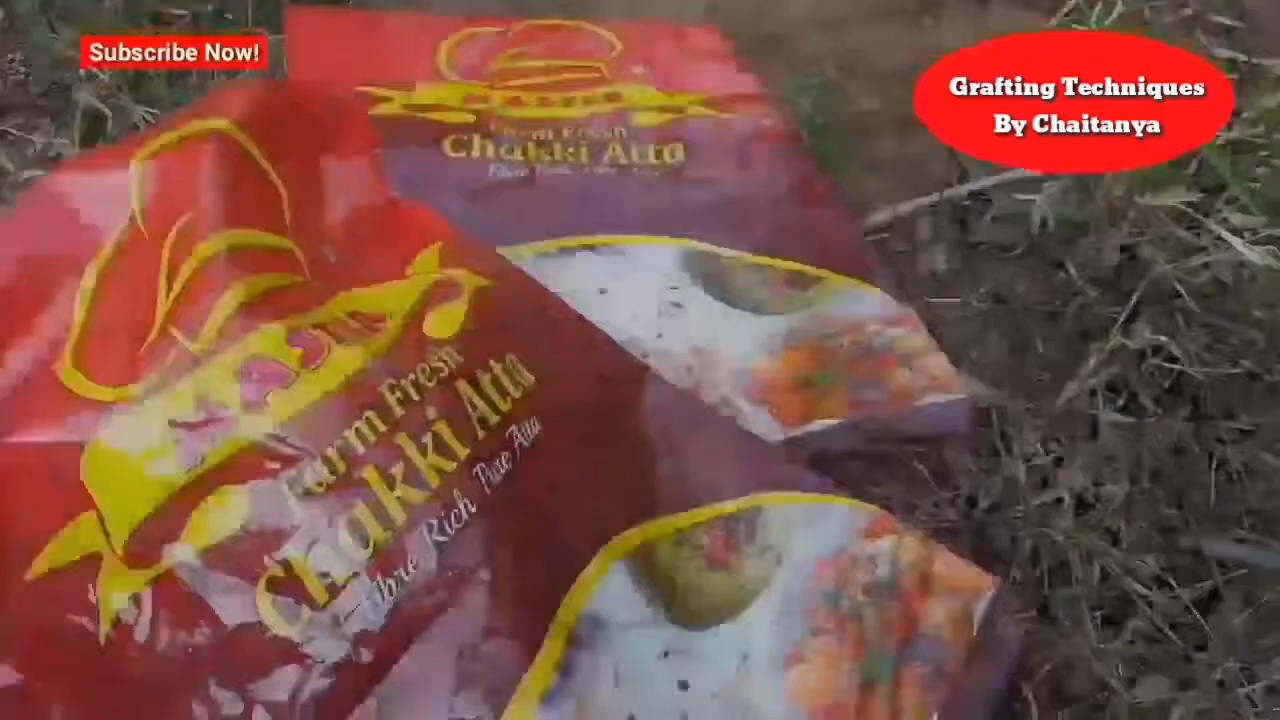 Subscribe Now!
Grafting Techniques
By Chaitanya
Farm Fresh
Chakki Atta
Farm Fresh
Chakki Atta
Fibre Rich Pure Atta